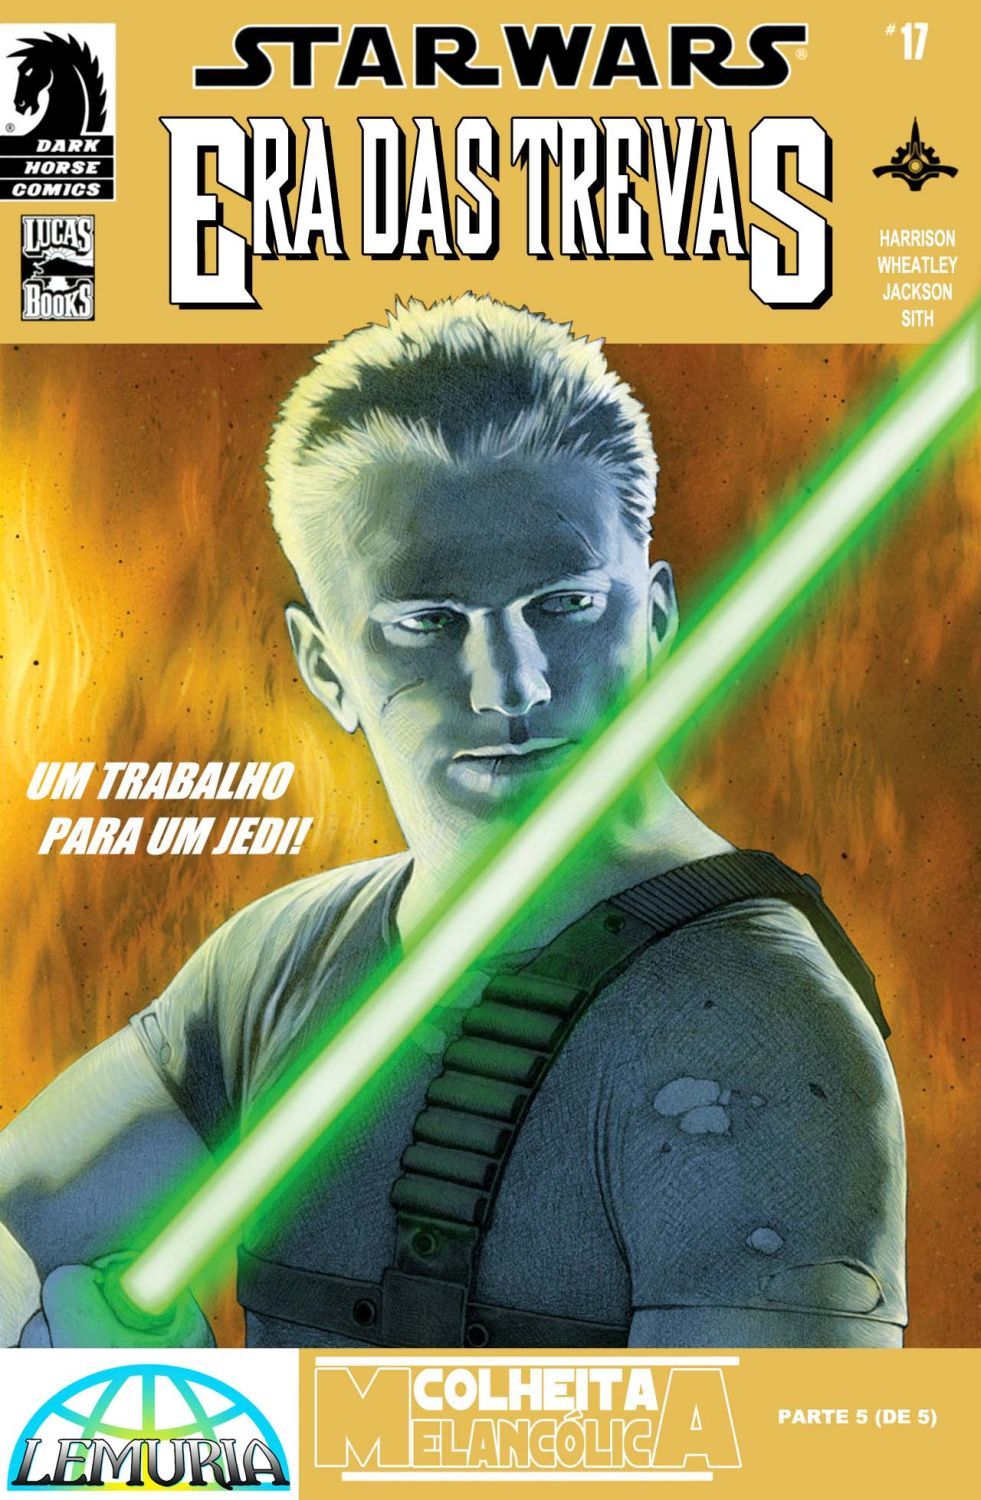 STAR WARS
#17
ERA DAS TREVAS
DARK
HORSE
COMICS
LUCAS
BOOKS
HARRISON
WHEATLEY
JACKSON
SITH
UM TRABALHO
PARA UM JEDI!
LEMURIA
COLHEITA
MELANCÓLICA
PARTE 5 (DE 5)